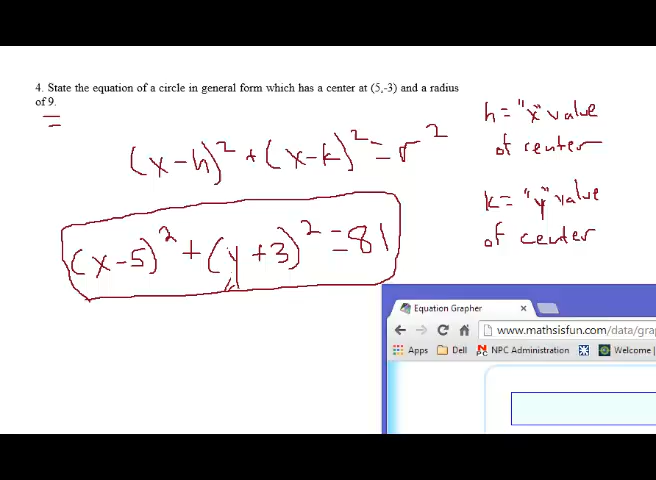 4. State the equation of a circle in general form which has a center at (5,-3) and a radius
of 9.
(x-h)² + (x-k)² = r²
(x-5)² + (y+3)² = 81
h = "x" value
of center
k = "y" value
of center
Equation Grapher
www.mathsisfun.com/data/gra
Apps Dell NPC Administration Welcome